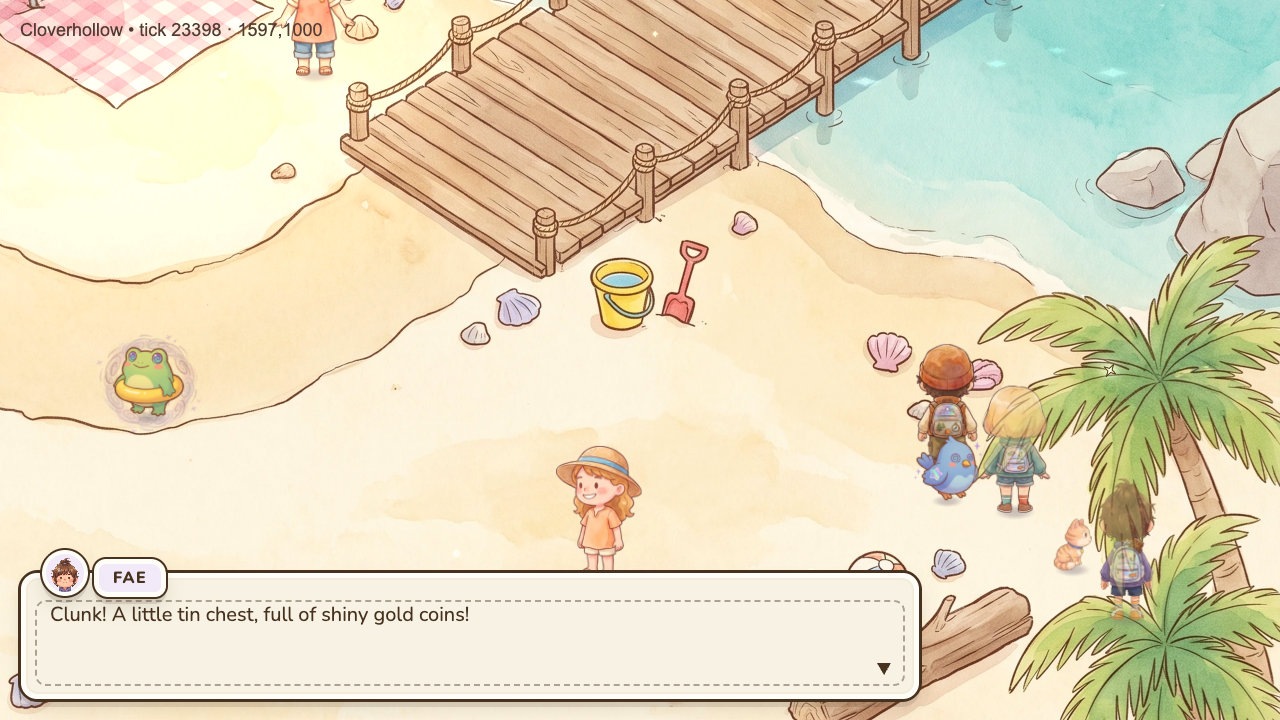 Cloverhollow • tick 23398 · 1597,1000
FAE
Clunk! A little tin chest, full of shiny gold coins!